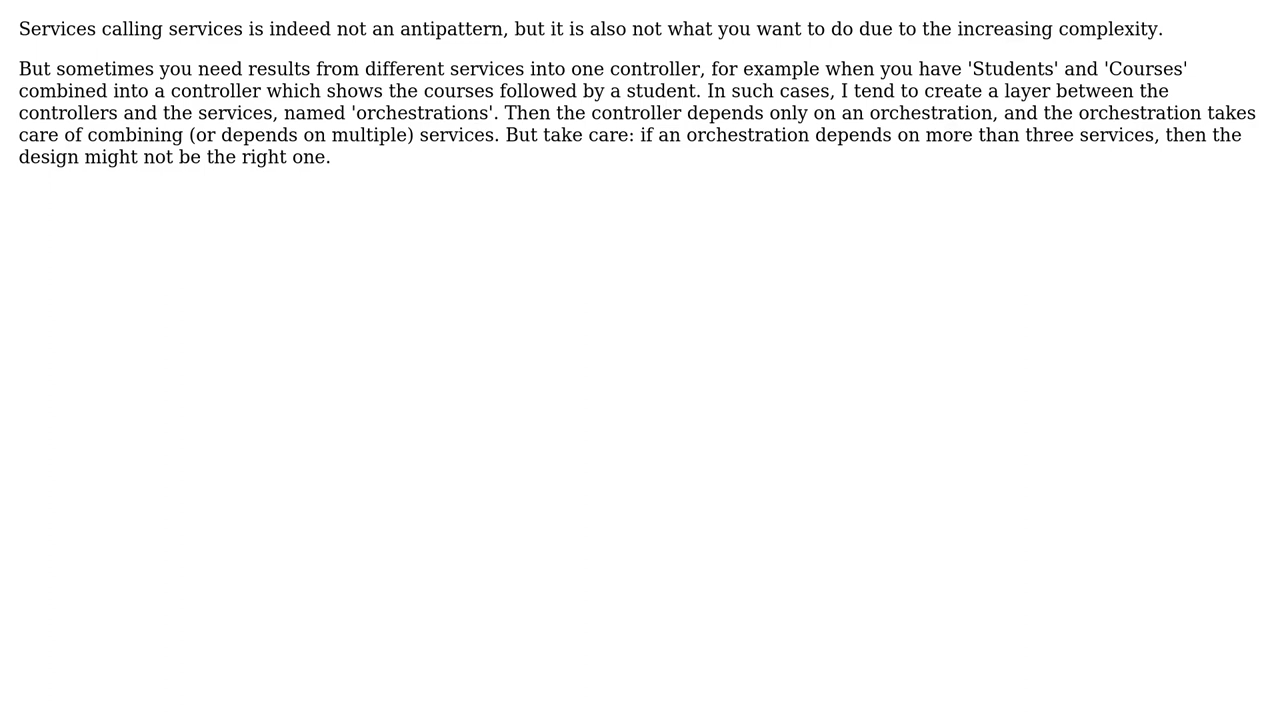 Services calling services is indeed not an antipattern, but it is also not what you want to do due to the increasing complexity.
But sometimes you need results from different services into one controller, for example when you have 'Students' and 'Courses'
combined into a controller which shows the courses followed by a student. In such cases, I tend to create a layer between the
controllers and the services, named 'orchestrations'. Then the controller depends only on an orchestration, and the orchestration takes
care of combining (or depends on multiple) services. But take care: if an orchestration depends on more than three services, then the
design might not be the right one.